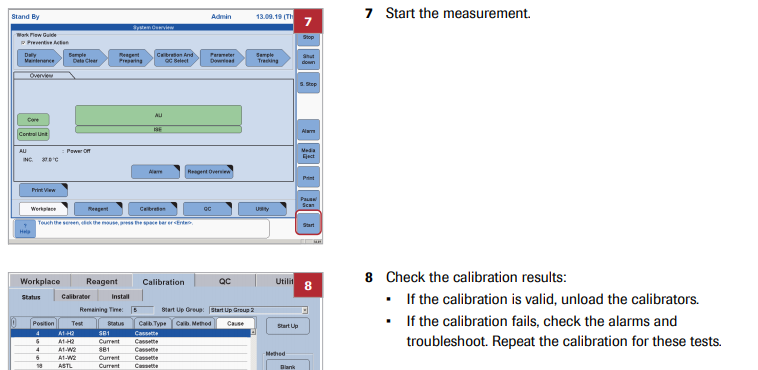 Stand By Admin 13.09.19 (Th
7
System Overview
Work Flow Guide
Preventive Action
Daily Maintenance
Sample Data Clear
Reagent Preparing
Calibration And QC Select
Parameter Download
Sample Tracking
Stop
Shut down
S. Stop
Alarm
Media Eject
Print
Pause/ Scan
Start
Overview
Core
Control Unit
AU
ISE
AU : Power Off
INC. 37.0 °C
Alarm
Reagent Overview
Print View
Workplace
Reagent
Calibration
QC
Utility
? Help
Touch the screen, click the mouse, press the space bar or <Enter>.
7 Start the measurement.
Workplace Reagent Calibration QC Utilit
8
Status Calibrator Install
Remaining Time: 5 Start Up Group: Start Up Group 2
Position Test Status Calib.Type Calib. Method Cause
4 A1-H2 SB1 Cassette
5 A1-H2 Current Cassette
4 A1-W2 SB1 Cassette
5 A1-W2 Current Cassette
18 ASTL Current Cassette
Start Up
Method
Blank
8 Check the calibration results:
▪ If the calibration is valid, unload the calibrators.
▪ If the calibration fails, check the alarms and
troubleshoot. Repeat the calibration for these tests.